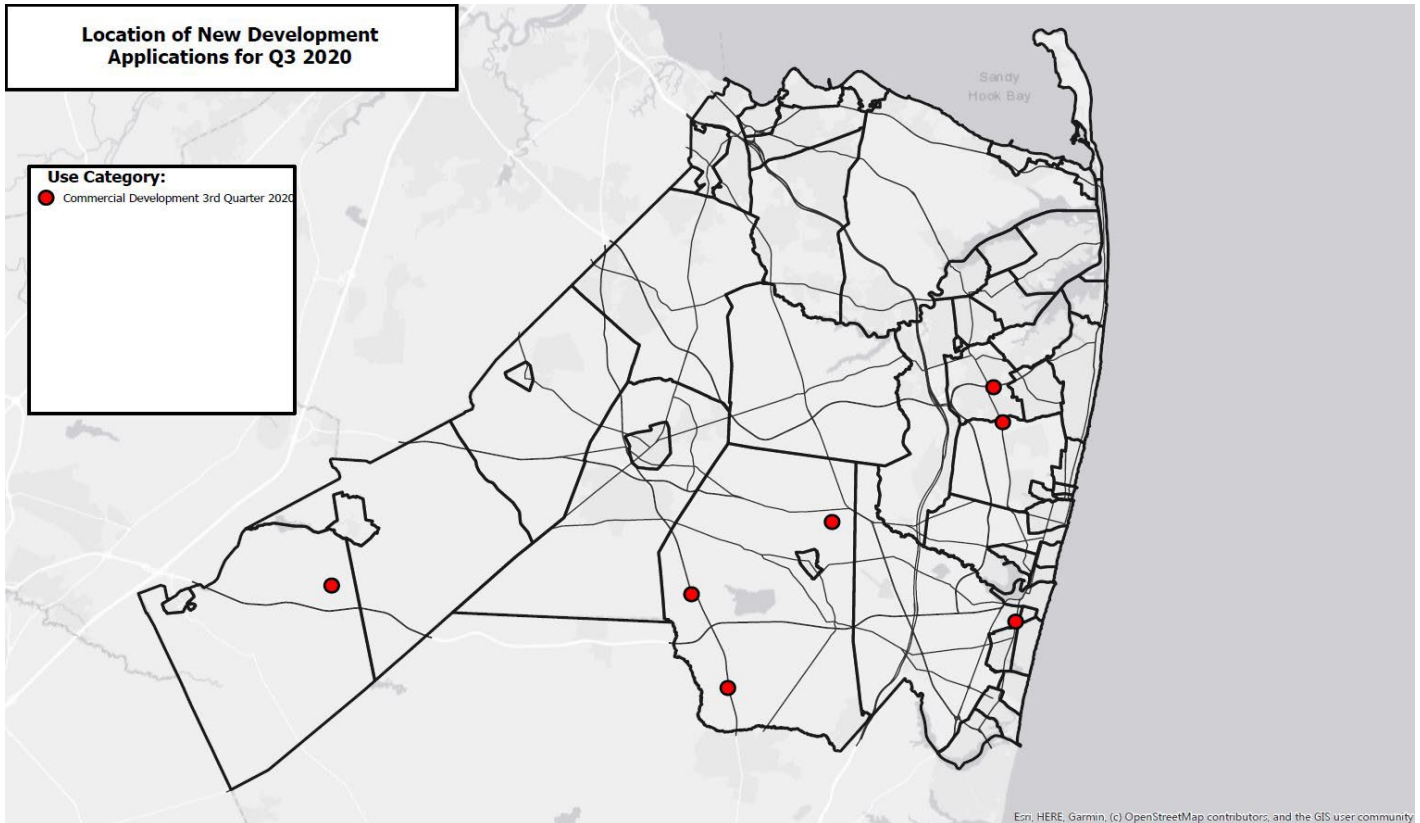 Location of New Development
Applications for Q3 2020
Sandy
Hook Bay
Use Category:
Commercial Development 3rd Quarter 2020
Esri, HERE, Garmin, (c) OpenStreetMap contributors, and the GIS user community